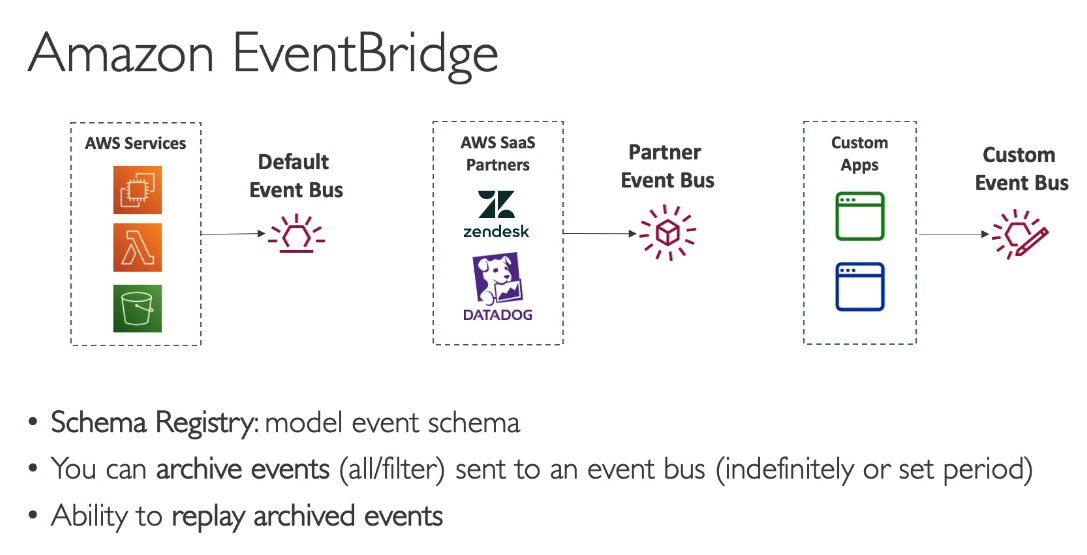 Amazon EventBridge
AWS Services
Default
Event Bus
AWS SaaS
Partners
zendesk
DATADOG
Partner
Event Bus
Custom
Apps
Custom
Event Bus
• Schema Registry: model event schema
• You can archive events (all/filter) sent to an event bus (indefinitely or set period)
• Ability to replay archived events